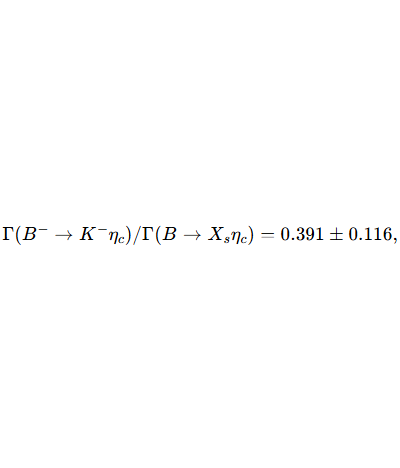 Γ(B⁻ → K⁻η_c)/Γ(B → X_sη_c) = 0.391 ± 0.116,